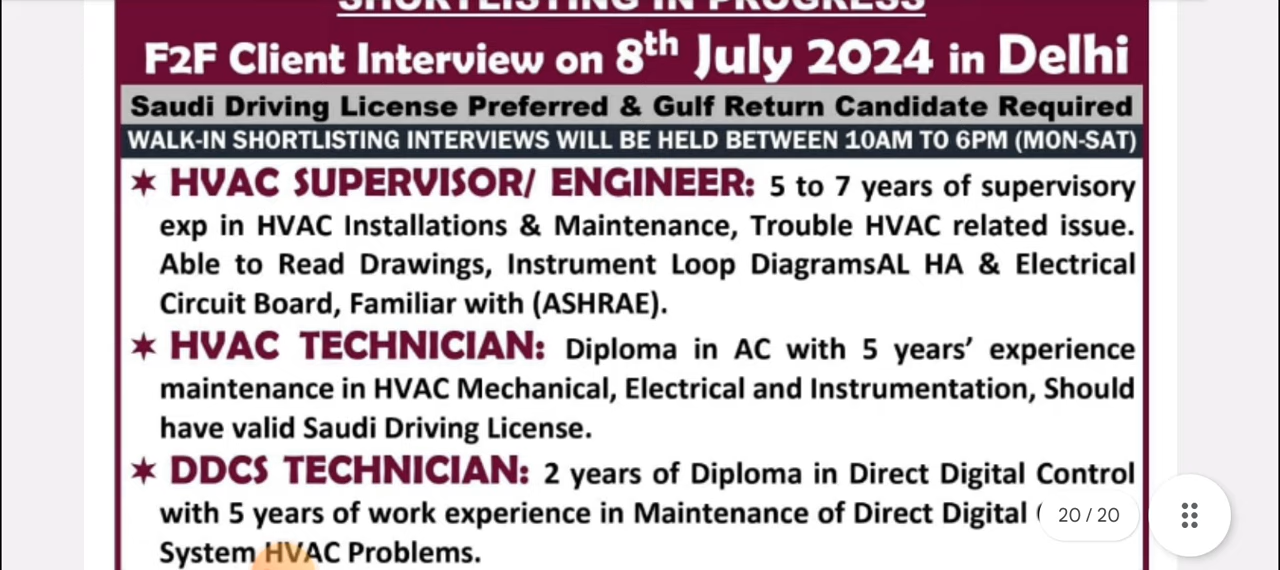 SHORTLISTING IN PROGRESS
F2F Client Interview on 8th July 2024 in Delhi
Saudi Driving License Preferred & Gulf Return Candidate Required
WALK-IN SHORTLISTING INTERVIEWS WILL BE HELD BETWEEN 10AM TO 6PM (MON-SAT)
✶ HVAC SUPERVISOR/ ENGINEER: 5 to 7 years of supervisory
exp in HVAC Installations & Maintenance, Trouble HVAC related issue.
Able to Read Drawings, Instrument Loop DiagramsAL HA & Electrical
Circuit Board, Familiar with (ASHRAE).
✶ HVAC TECHNICIAN: Diploma in AC with 5 years’ experience
maintenance in HVAC Mechanical, Electrical and Instrumentation, Should
have valid Saudi Driving License.
✶ DDCS TECHNICIAN: 2 years of Diploma in Direct Digital Control
with 5 years of work experience in Maintenance of Direct Digital
System HVAC Problems.
20 / 20